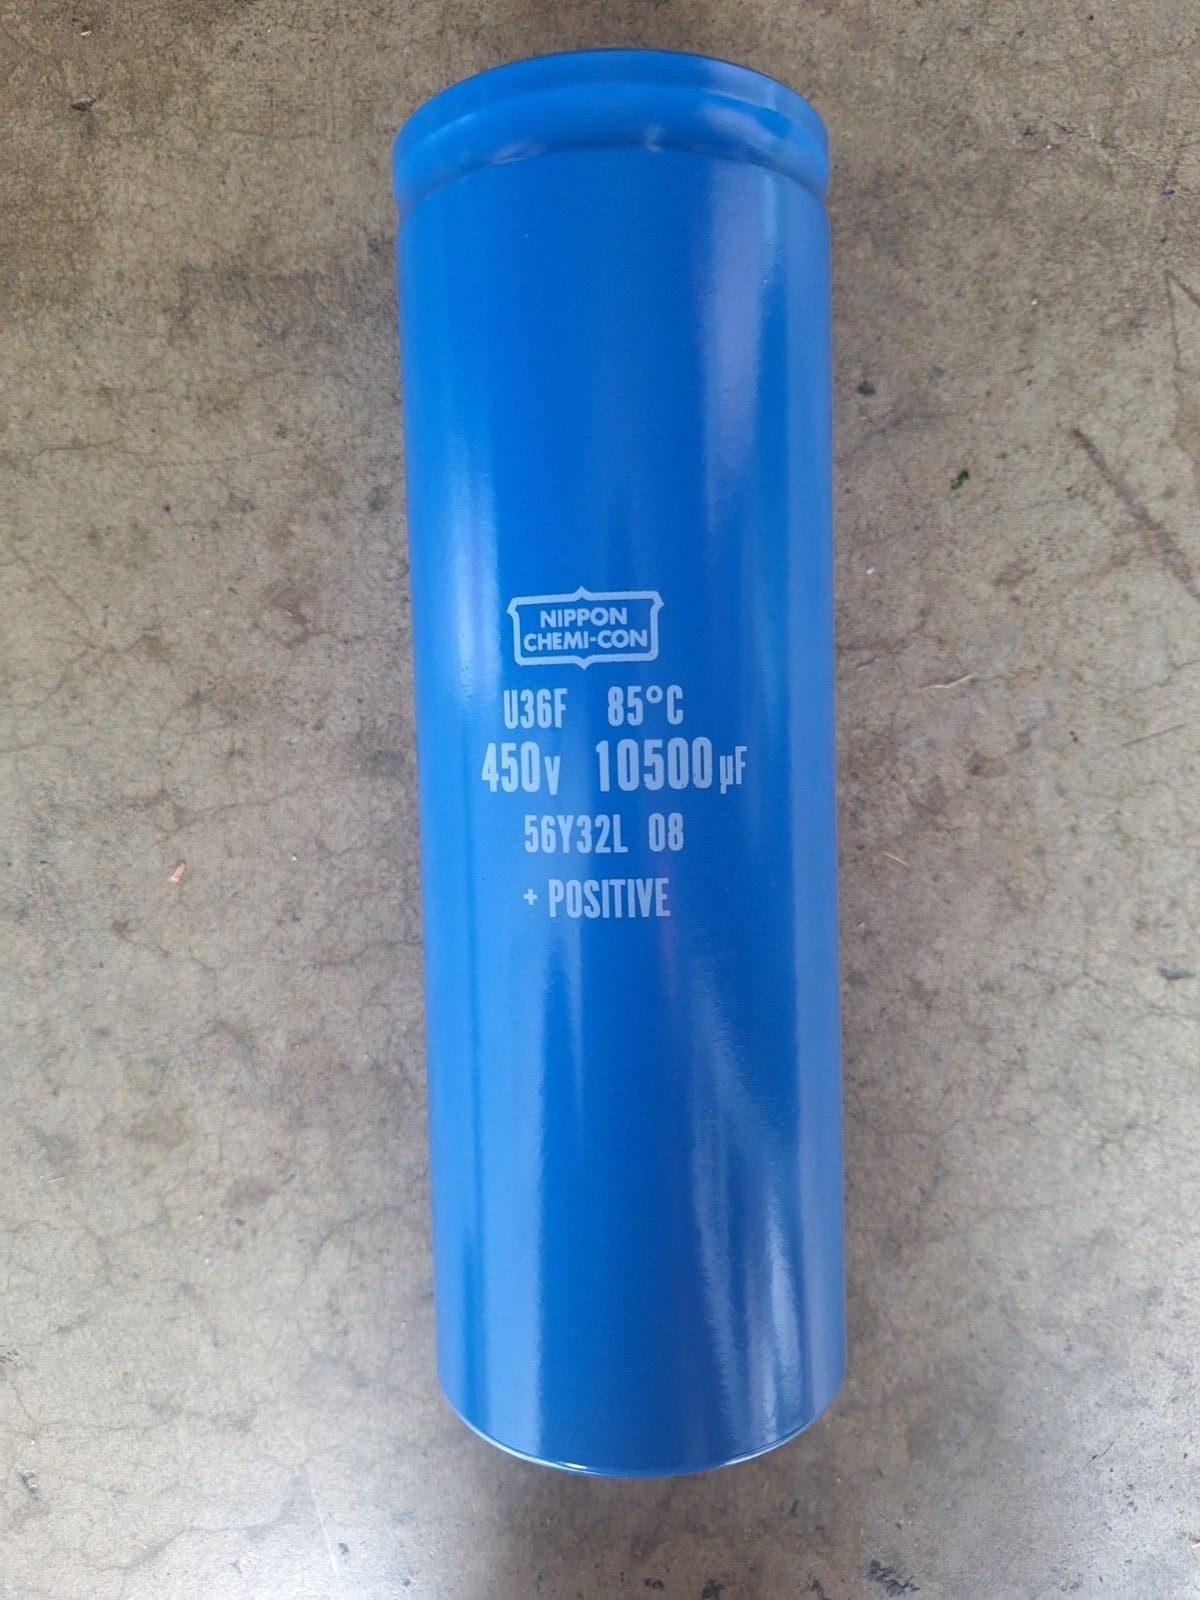 NIPPON
CHEMI-CON
U36F 85°C
450V 10500µF
56Y32L 08
+ POSITIVE